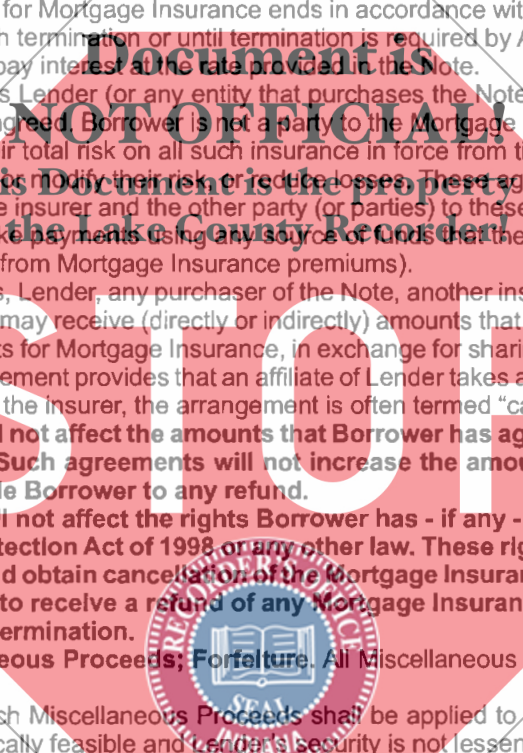 for Mortgage Insurance ends in accordance wit
n termination or until termination is required by A
Document is
pay interest at the rate provided in the Note.
s Lender (or any entity that purchases the Note
NOT OFFICIAL!
greed. Borrower is not a party to the Mortgage
ir total risk on all such insurance in force from ti
is Document is the property
or modify their risk, or reduce losses. These ag
e insurer and the other party (or parties) to these
the Lake County Recorder!
ke payments using any source of funds that the
from Mortgage Insurance premiums).
s, Lender, any purchaser of the Note, another ins
may receive (directly or indirectly) amounts that
STOP
ts for Mortgage Insurance, in exchange for shari
ement provides that an affiliate of Lender takes a
the insurer, the arrangement is often termed “ca
l not affect the amounts that Borrower has ag
Such agreements will not increase the amou
le Borrower to any refund.
ll not affect the rights Borrower has - if any -
tection Act of 1998 or any other law. These rig
d obtain cancellation of the Mortgage Insuran
to receive a refund of any Mortgage Insuran
ermination.
RECORDER'S OFFICE
eous Proceeds; Forfelture. All Miscellaneous
SEAL
ch Miscellaneous Proceeds shall be applied to
INDIANA
cally feasible and Lender's security is not lessen